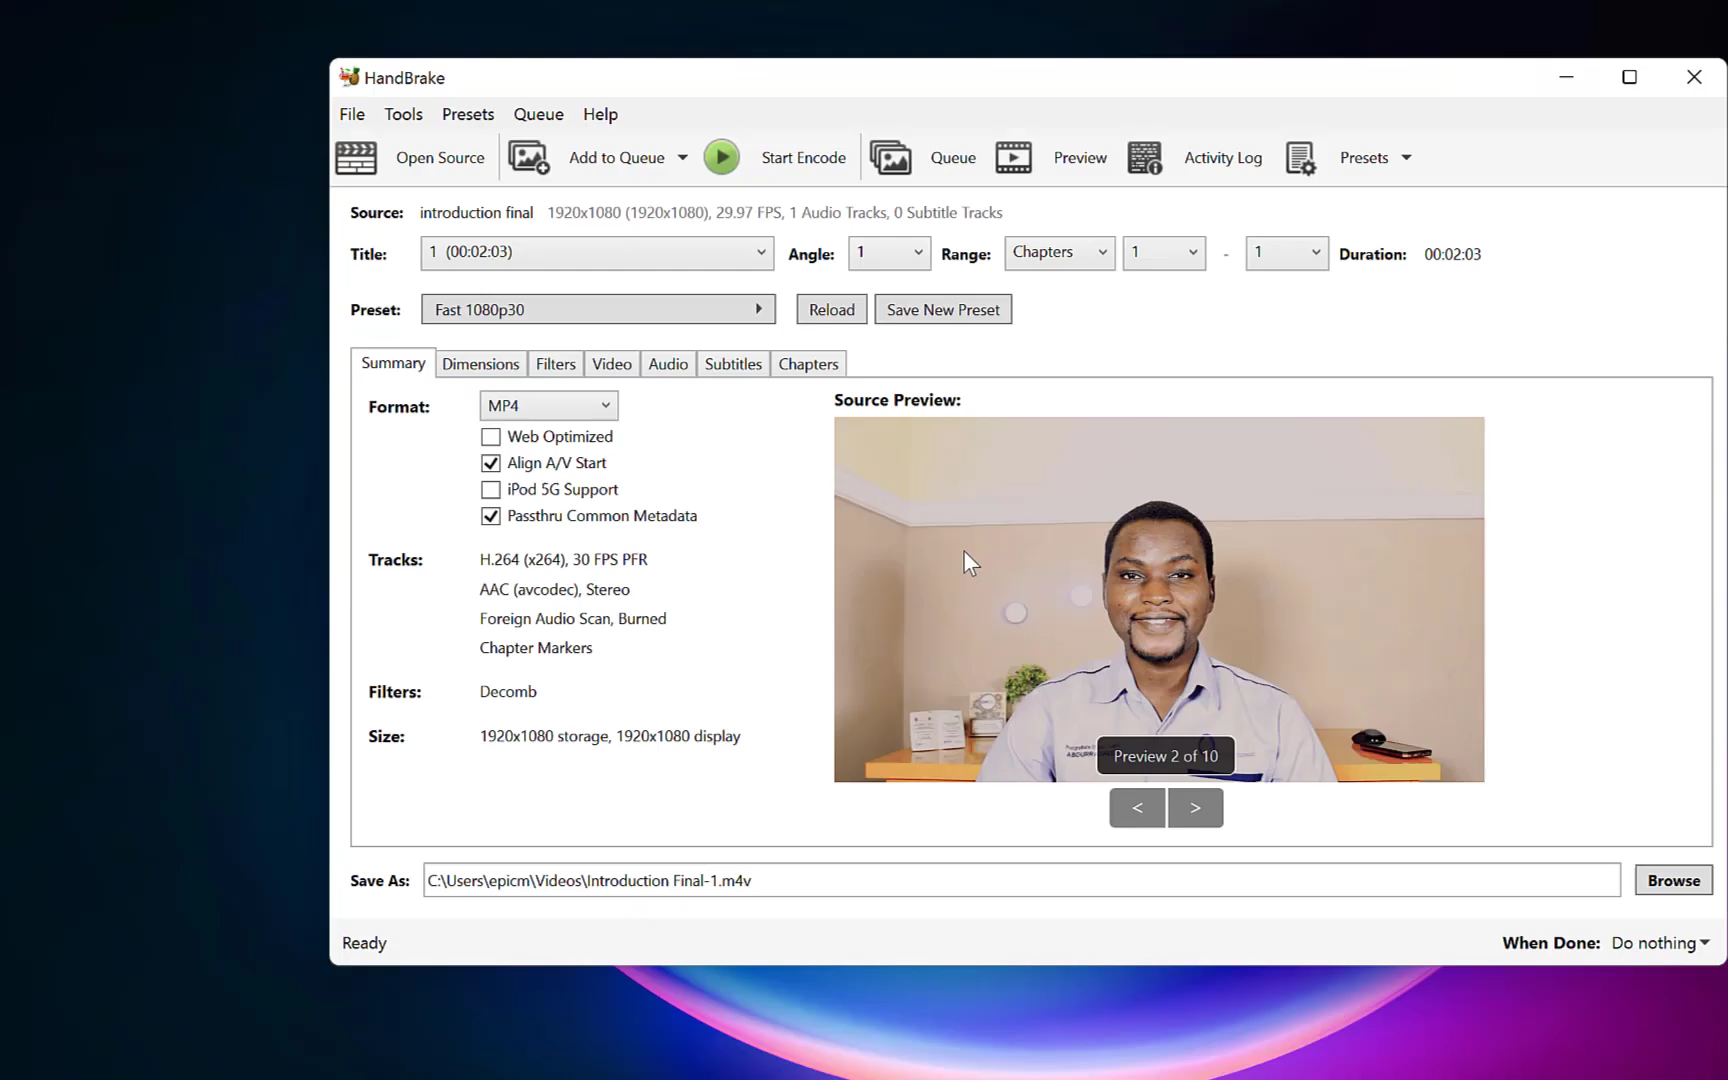 HandBrake
File Tools Presets Queue Help
Open Source Add to Queue Start Encode Queue Preview Activity Log Presets
Source: introduction final 1920x1080 (1920x1080), 29.97 FPS, 1 Audio Tracks, 0 Subtitle Tracks
Title: 1 (00:02:03) Angle: 1 Range: Chapters 1 - 1 Duration: 00:02:03
Preset: Fast 1080p30 Reload Save New Preset
Summary Dimensions Filters Video Audio Subtitles Chapters
Format: MP4
Web Optimized
Align A/V Start
iPod 5G Support
Passthru Common Metadata
Tracks: H.264 (x264), 30 FPS PFR
AAC (avcodec), Stereo
Foreign Audio Scan, Burned
Chapter Markers
Filters: Decomb
Size: 1920x1080 storage, 1920x1080 display
Source Preview:
Preview 2 of 10
< >
Save As: C:\Users\epicm\Videos\Introduction Final-1.m4v Browse
Ready When Done: Do nothing